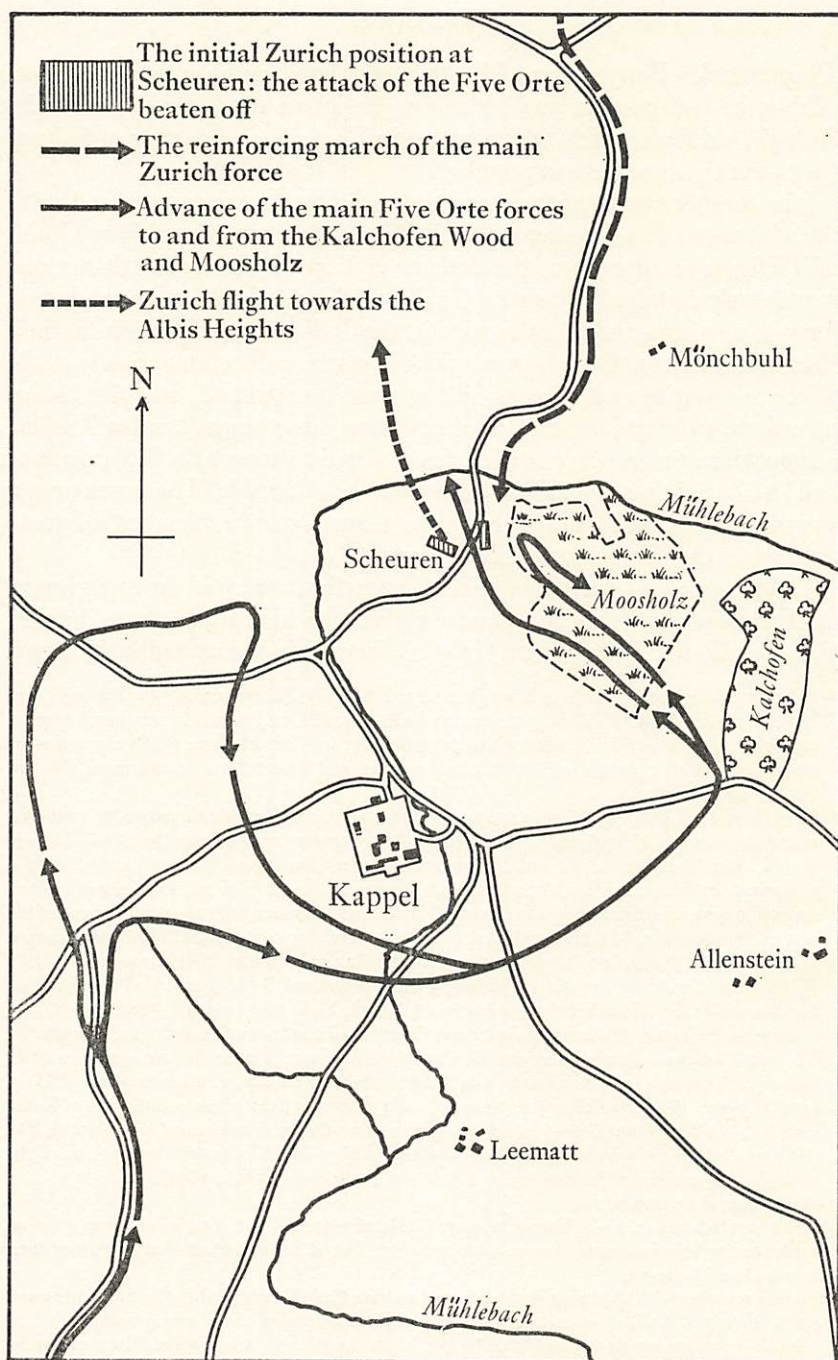 The initial Zurich position at
Scheuren: the attack of the Five Orte
beaten off
The reinforcing march of the main
Zurich force
Advance of the main Five Orte forces
to and from the Kalchofen Wood
and Moosholz
Zurich flight towards the
Albis Heights
N
Mönchbuhl
Mühlebach
Scheuren
Moosholz
Kalchofen
Kappel
Allenstein
Leematt
Mühlebach